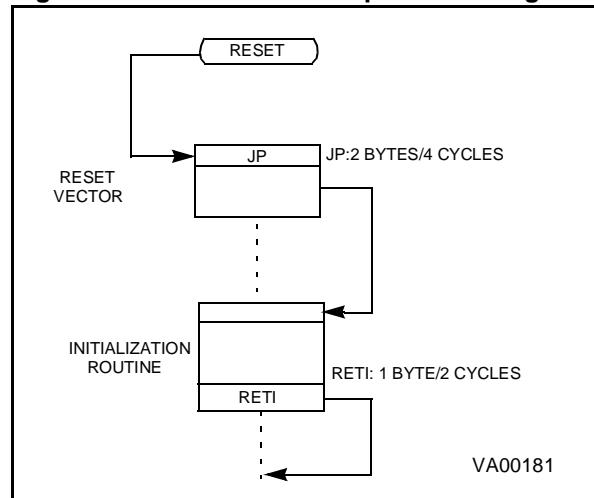 RESET
JP
JP:2 BYTES/4 CYCLES
RESET
VECTOR
INITIALIZATION
ROUTINE
RETI: 1 BYTE/2 CYCLES
RETI
VA00181